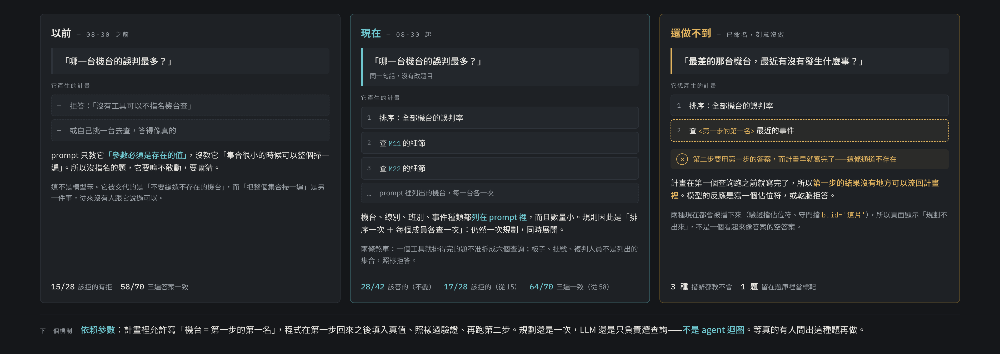 以前 — 08-30 之前
「哪一台機台的誤判最多？」
它產生的計畫
— 拒答：「沒有工具可以不指名機台查」
— 或自己挑一台去查，答得像真的
prompt 只教它「參數必須是存在的值」，沒教它「集合很小的時候可以整個掃一
遍」。所以沒指名的題，它要嘛不敢動，要嘛猜。
這不是模型笨。它被交代的是「不要編造不存在的機台」，而「把整個集合掃一遍」是另
一件事，從來沒有人跟它說過可以。
15/28 該拒的有拒 58/70 三遍答案一致
現在 — 08-30 起
「哪一台機台的誤判最多？」
同一句話，沒有改題目
它產生的計畫
1 排序：全部機台的誤判率
2 查 M11 的細節
3 查 M22 的細節
… prompt 裡列出的機台，每一台各一次
機台、線別、班別、事件種類都列在 prompt 裡，而且數量小。規則因此是「排
序一次 ＋ 每個成員各查一次」：仍然一次規劃，同時展開。
兩條煞車：一個工具就排得完的題不准拆成六個查詢；板子、批號、複判人員不是列出的
集合，照樣拒答。
28/42 該答的（不變） 17/28 該拒的（從 15） 64/70 三遍一致（從 58）
還做不到 — 已命名，刻意沒做
「最差的那台機台，最近有沒有發生什麼事？」
它想產生的計畫
1 排序：全部機台的誤判率
2 查 <第一步的第一名> 最近的事件
✕ 第二步要用第一步的答案，而計畫早就寫完了——這條通道不存在
計畫在第一個查詢跑之前就寫完了，所以第一步的結果沒有地方可以流回計畫
裡。模型的反應是寫一個佔位符，或乾脆拒答。
兩種現在都會被擋下來（驗證擋佔位符、守門擋 b.id='這片'），所以頁面顯示「規劃不
出來」，不是一個看起來像答案的空答案。
3 種 措辭都教不會 1 題 留在題庫裡當標靶
下一個機制 依賴參數：計畫裡允許寫「機台 = 第一步的第一名」，程式在第一步回來之後填入真值、照樣過驗證、再跑第二步。規劃還是一次，LLM 還是只負責選查詢——不是 agent 迴圈。等真的有人問出這種題再做。